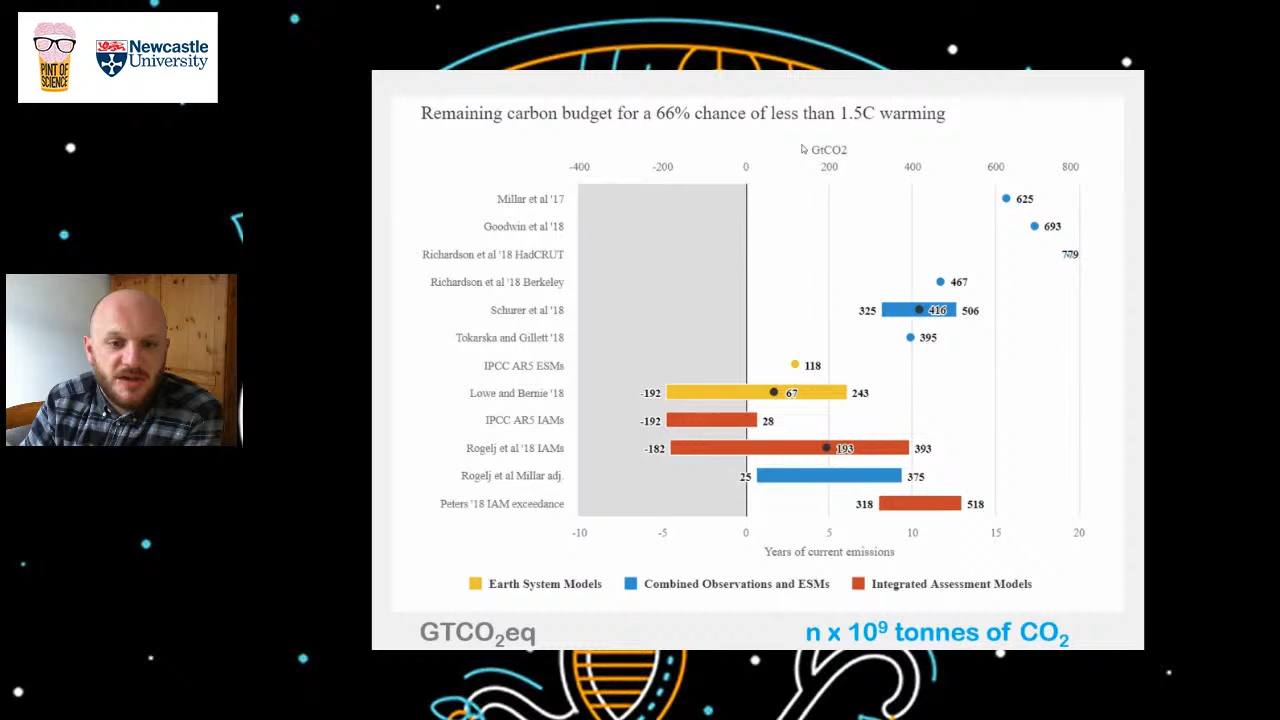 PINT OF
SCIENCE
Newcastle
University
Remaining carbon budget for a 66% chance of less than 1.5C warming
GtCO2
-400 -200 0 200 400 600 800
Millar et al '17 625
Goodwin et al '18 693
Richardson et al '18 HadCRUT 779
Richardson et al '18 Berkeley 467
Schurer et al '18 325 416 506
Tokarska and Gillett '18 395
IPCC AR5 ESMs 118
Lowe and Bernie '18 -192 67 243
IPCC AR5 IAMs -192 28
Rogelj et al '18 IAMs -182 193 393
Rogelj et al Millar adj. 25 375
Peters '18 IAM exceedance 318 518
-10 -5 0 5 10 15 20
Years of current emissions
Earth System Models Combined Observations and ESMs Integrated Assessment Models
GTCO₂eq n x 10⁹ tonnes of CO₂